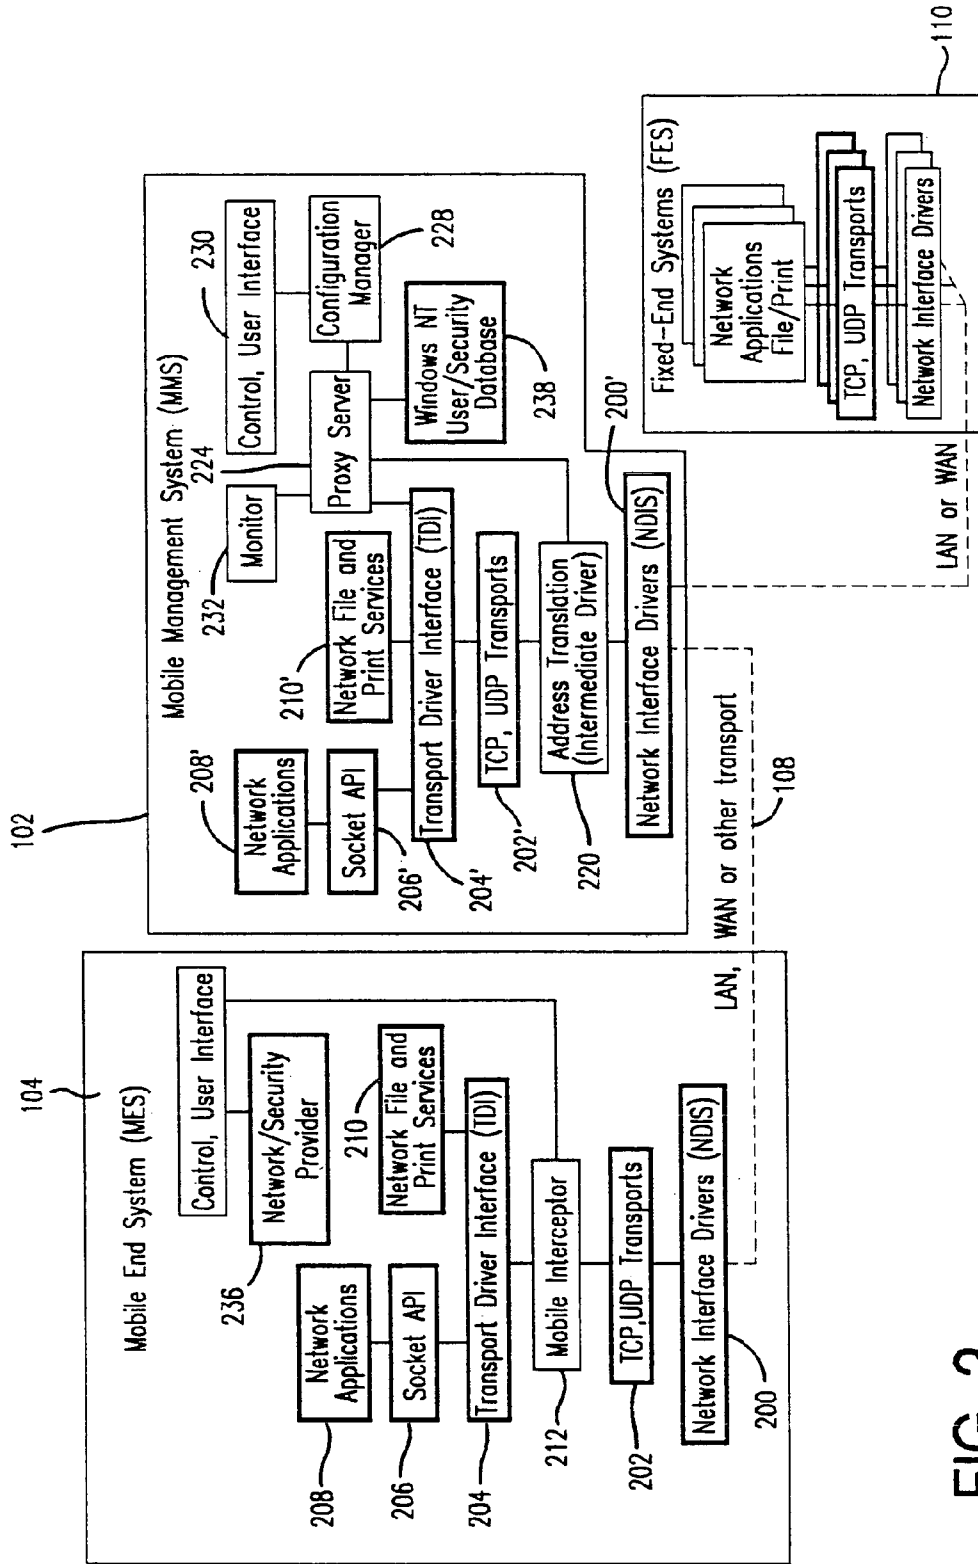 104
Mobile End System (MES)
Control, User Interface
Network/Security
Provider
236
210
Network File and
Print Services
208
Network
Applications
206
Socket API
204
Transport Driver Interface (TDI)
212
Mobile Interceptor
202
TCP,UDP Transports
200
Network Interface Drivers (NDIS)
LAN, WAN or other transport
108
102
Mobile Management System (MMS)
232
Monitor
224
230
Control, User Interface
Proxy Server
Configuration
Manager
228
Windows NT
User/Security
Database
238
208'
Network
Applications
210'
Network File and
Print Services
Socket API
206'
Transport Driver Interface (TDI)
204'
TCP, UDP Transports
202'
Address Translation
(Intermediate Driver)
220
Network Interface Drivers (NDIS)
200'
LAN or WAN
Fixed-End Systems (FES)
110
Network
Applications
File/Print
TCP, UDP Transports
Network Interface Drivers